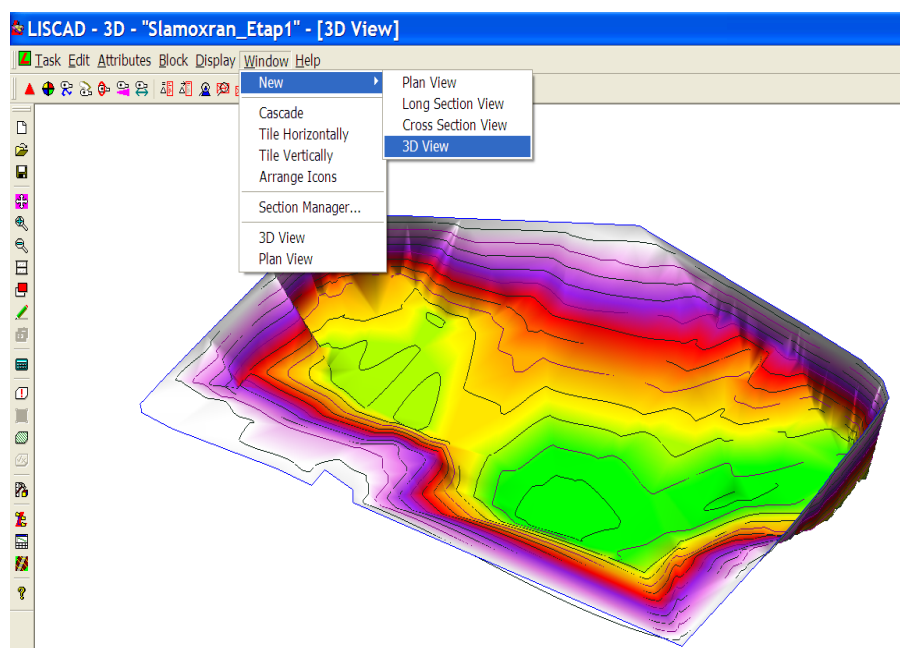 LISCAD - 3D - "Slamoxran_Etap1" - [3D View]
Task Edit Attributes Block Display Window Help
New
Cascade
Tile Horizontally
Tile Vertically
Arrange Icons
Section Manager...
3D View
Plan View
Plan View
Long Section View
Cross Section View
3D View